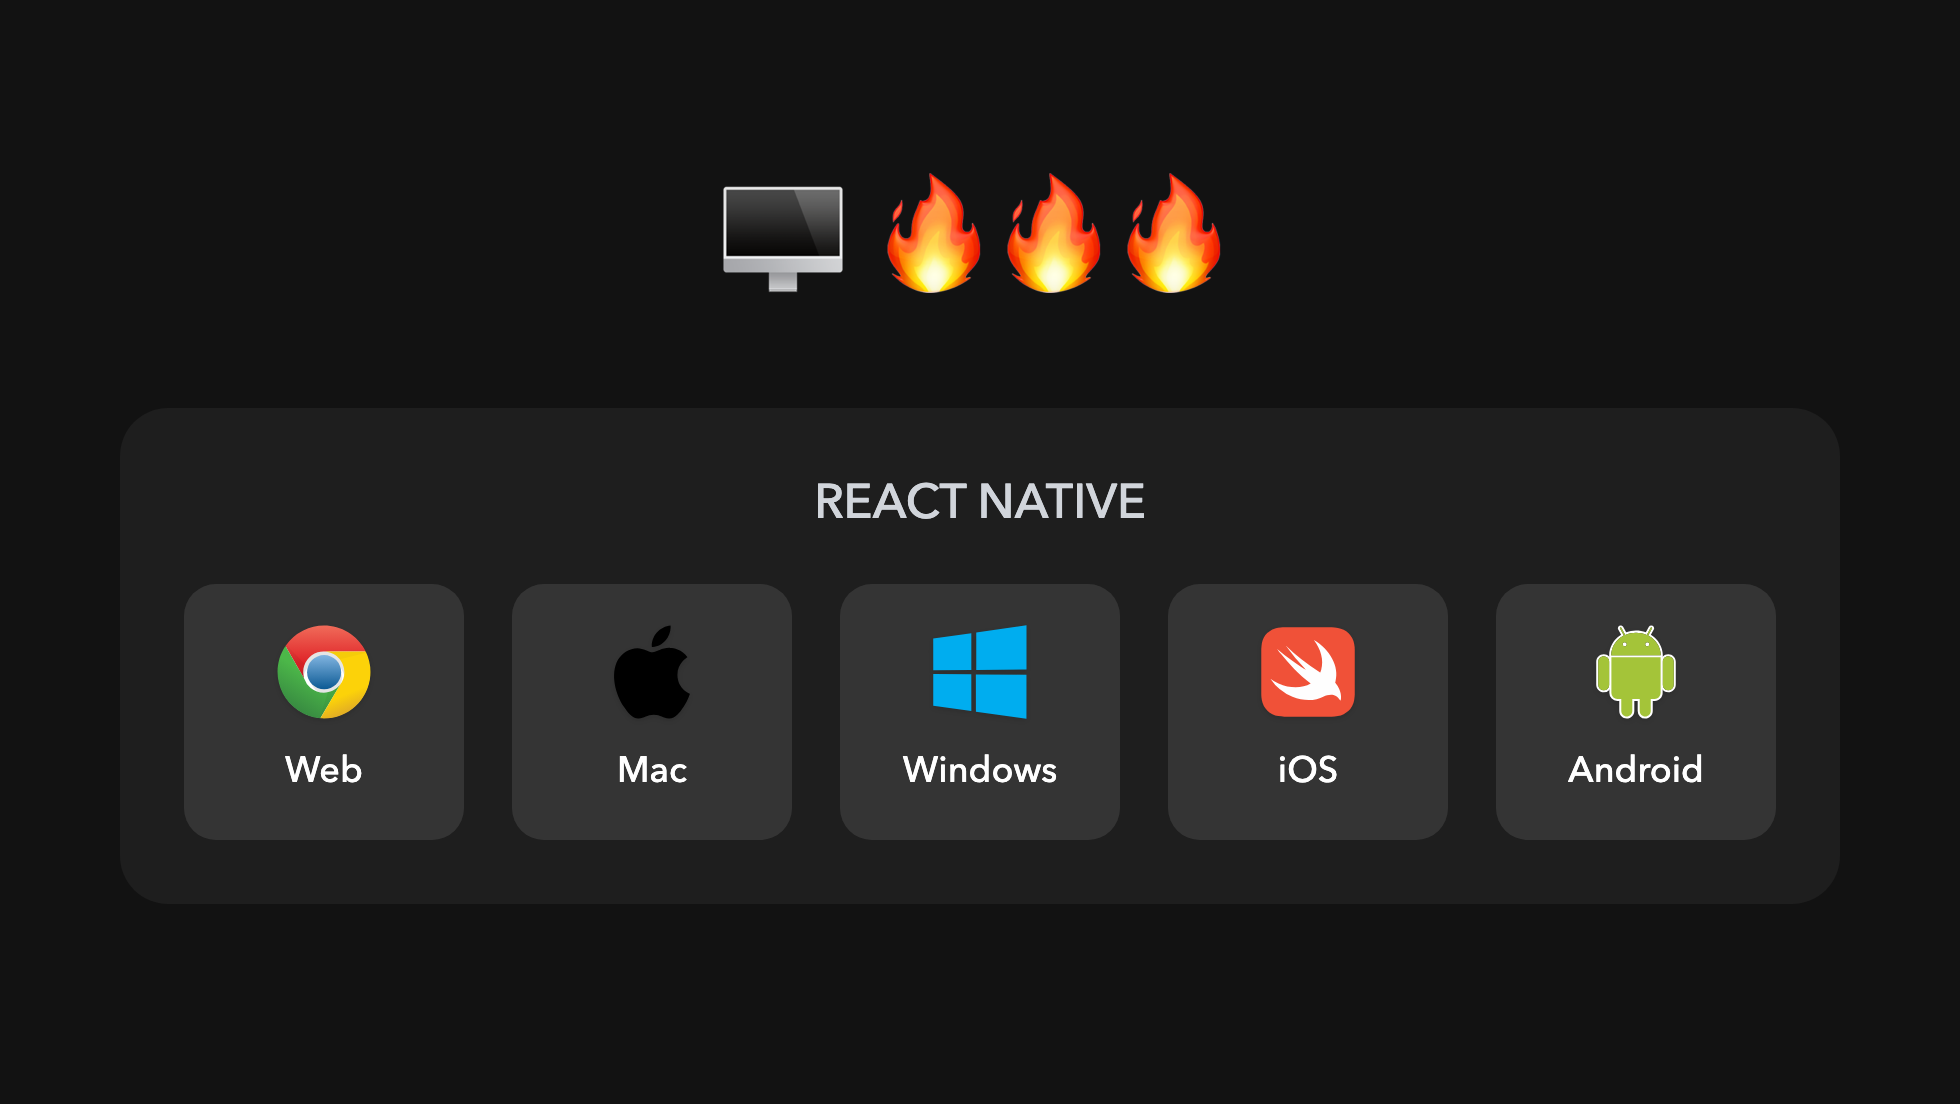 REACT NATIVE
Web
Mac
Windows
iOS
Android